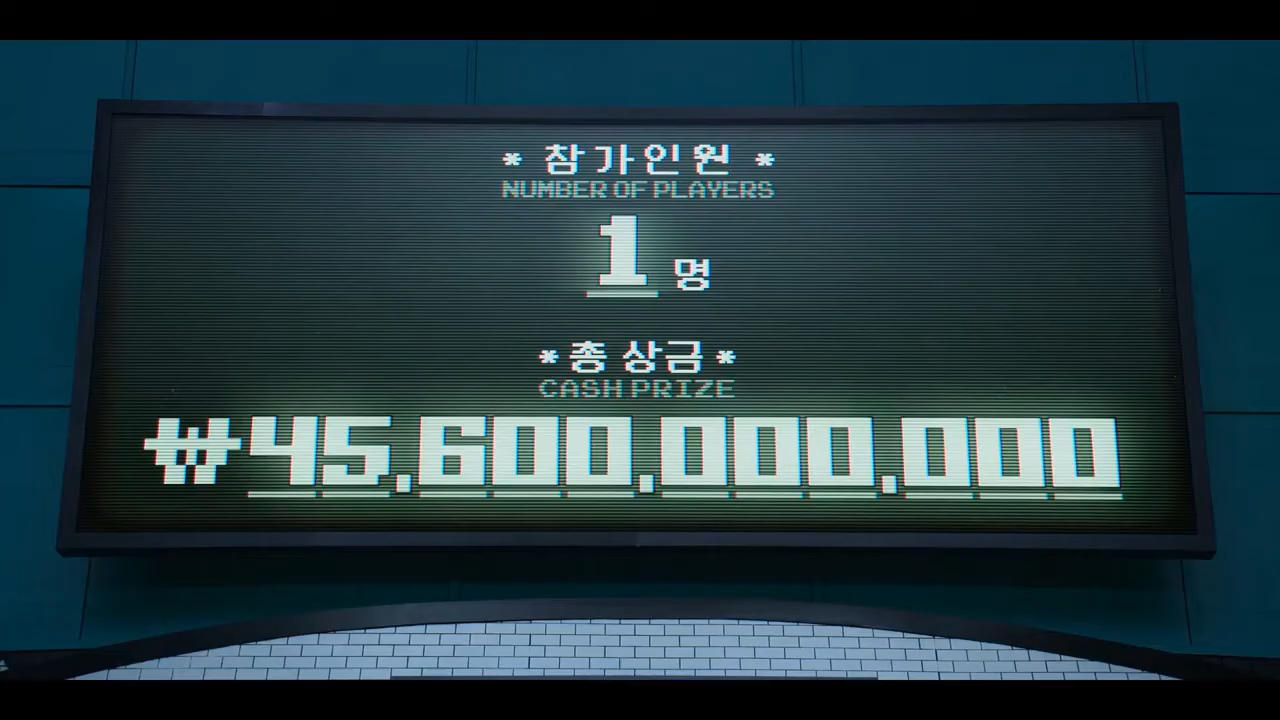 * 참가인원 *
NUMBER OF PLAYERS
1 명
* 총 상금 *
CASH PRIZE
₩45,600,000,000